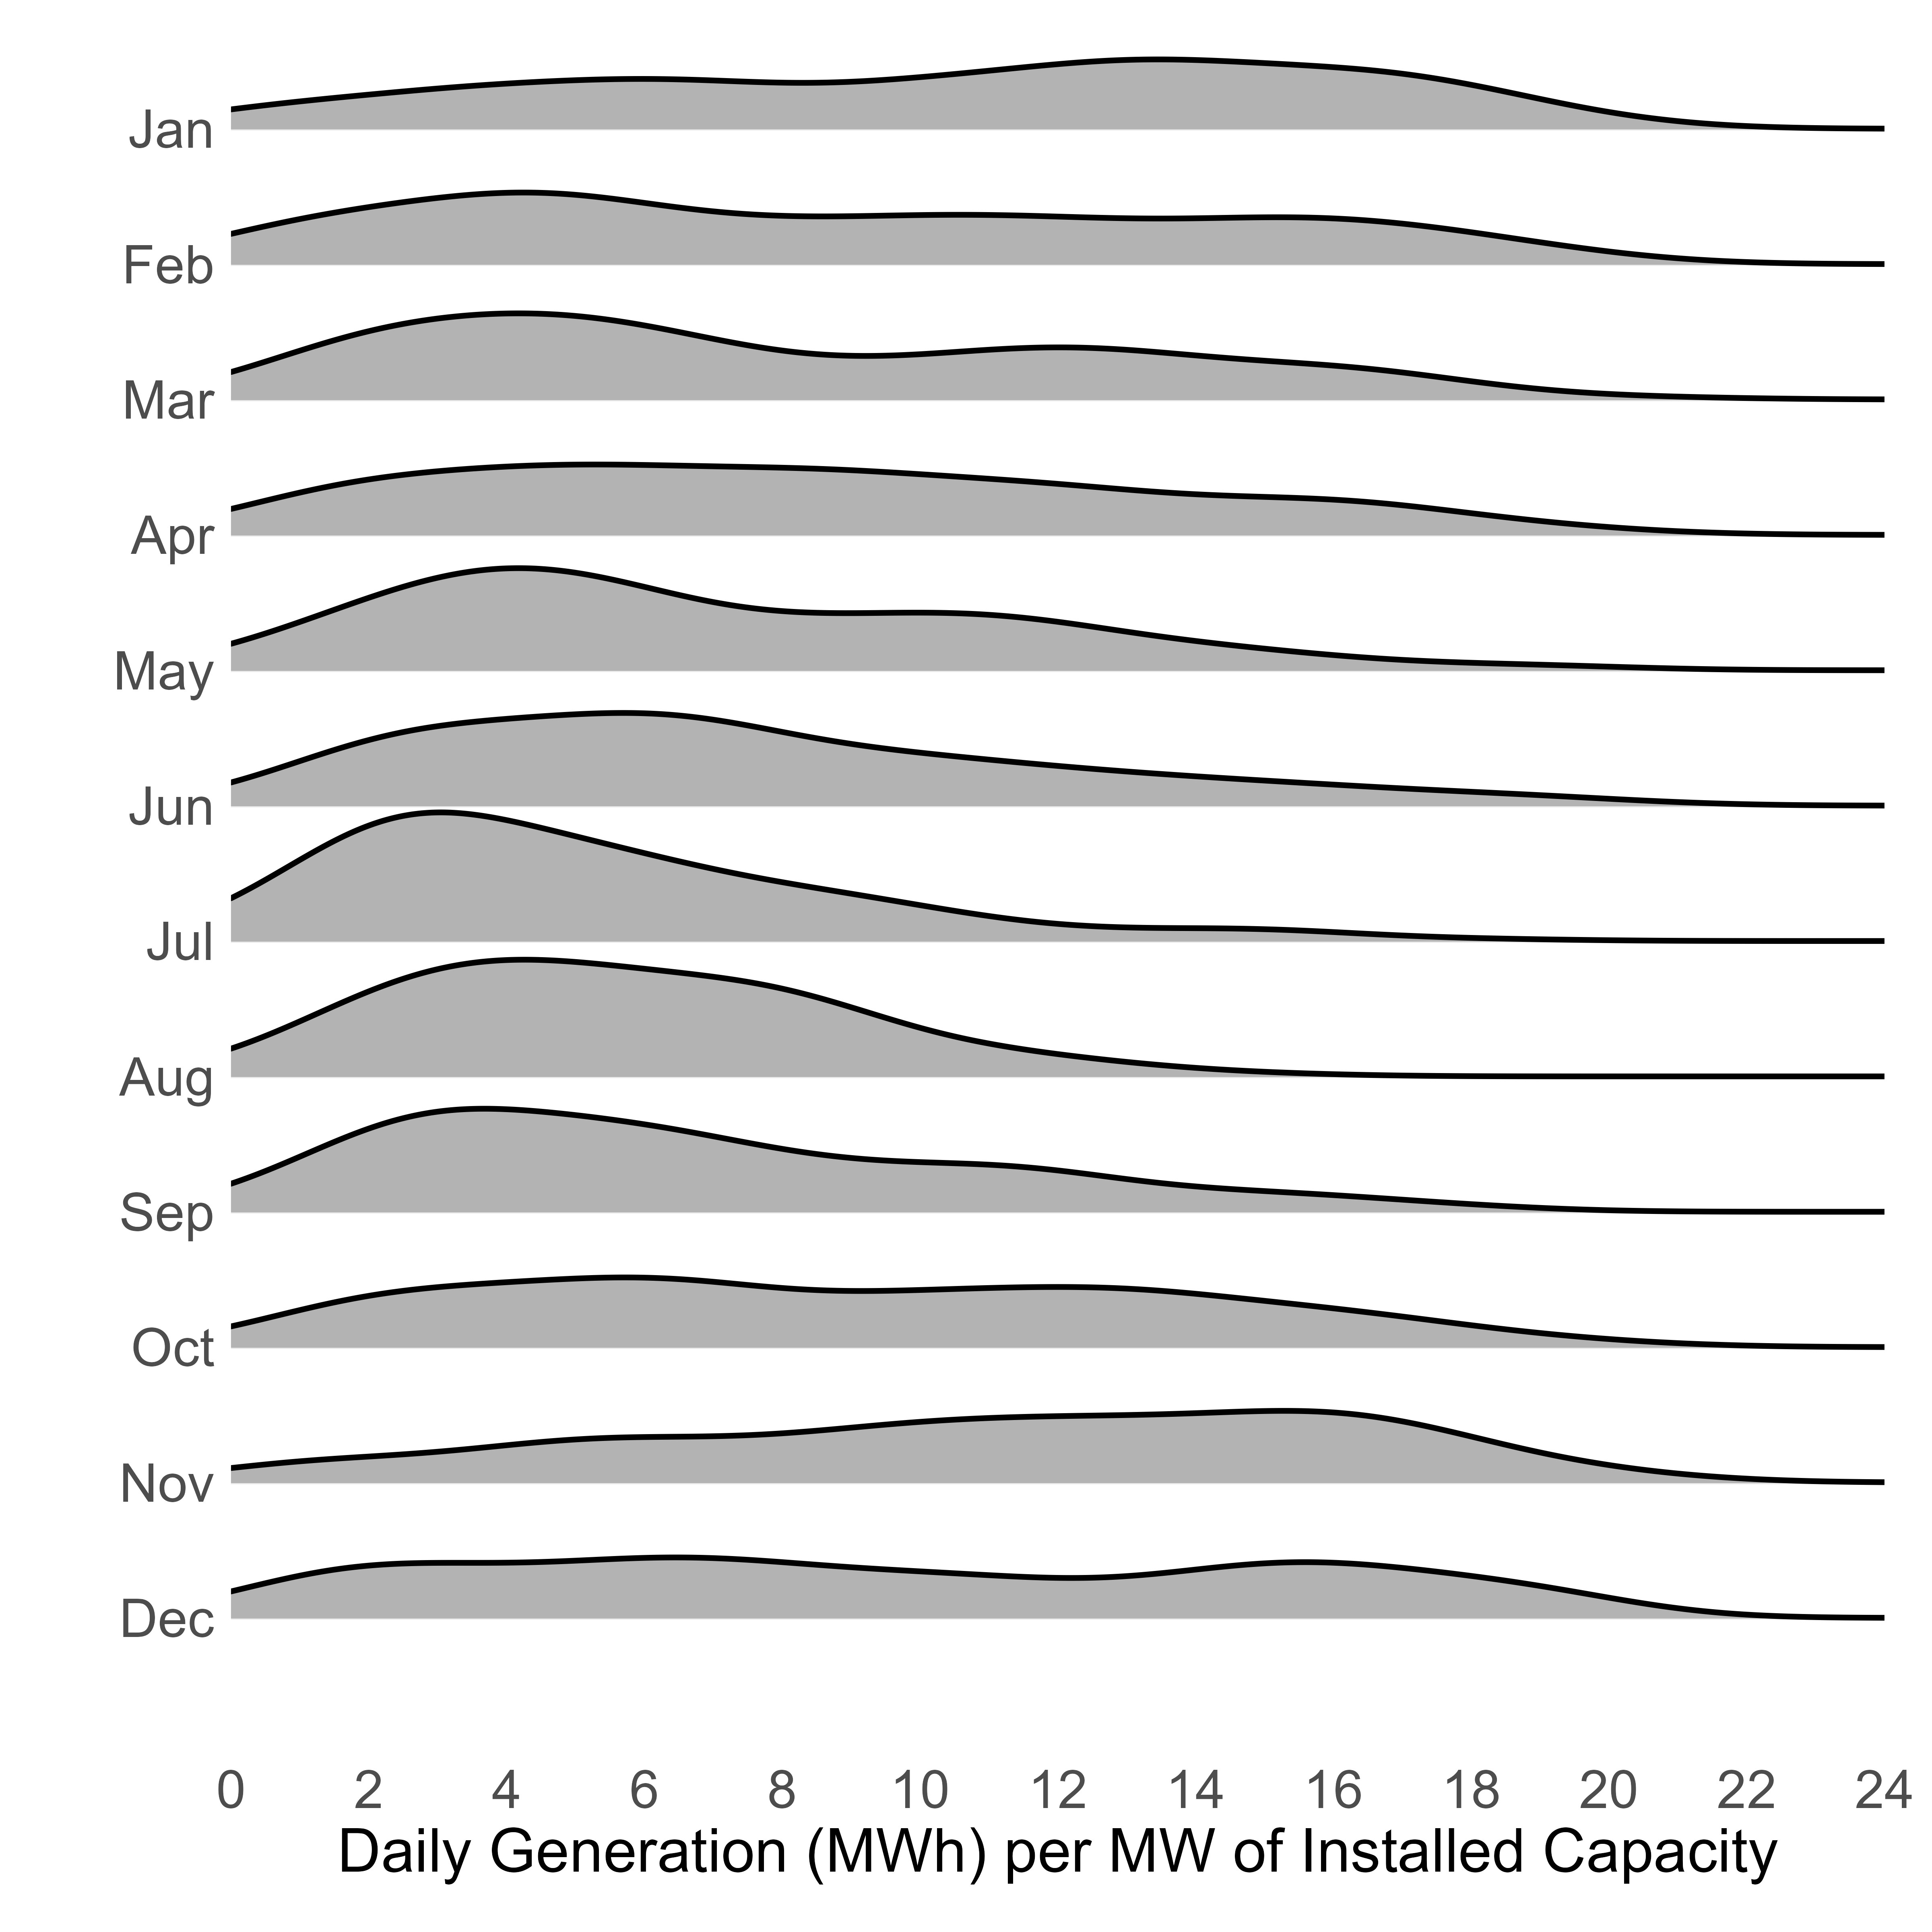 Jan
Feb
Mar
Apr
May
Jun
Jul
Aug
Sep
Oct
Nov
Dec
0 2 4 6 8 10 12 14 16 18 20 22 24
Daily Generation (MWh) per MW of Installed Capacity